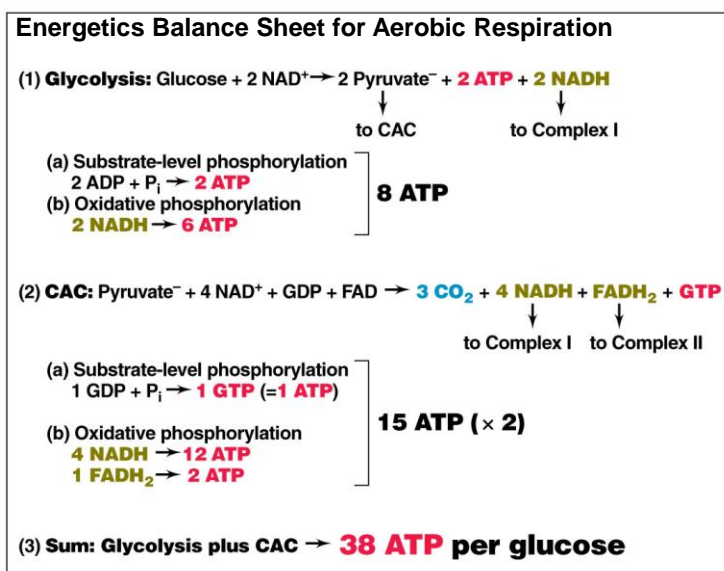 Energetics Balance Sheet for Aerobic Respiration
(1) Glycolysis: Glucose + 2 NAD⁺ → 2 Pyruvate⁻ + 2 ATP + 2 NADH
to CAC to Complex I
(a) Substrate-level phosphorylation
2 ADP + Pᵢ → 2 ATP
8 ATP
(b) Oxidative phosphorylation
2 NADH → 6 ATP
(2) CAC: Pyruvate⁻ + 4 NAD⁺ + GDP + FAD → 3 CO₂ + 4 NADH + FADH₂ + GTP
to Complex I to Complex II
(a) Substrate-level phosphorylation
1 GDP + Pᵢ → 1 GTP (=1 ATP)
15 ATP (× 2)
(b) Oxidative phosphorylation
4 NADH → 12 ATP
1 FADH₂ → 2 ATP
(3) Sum: Glycolysis plus CAC → 38 ATP per glucose